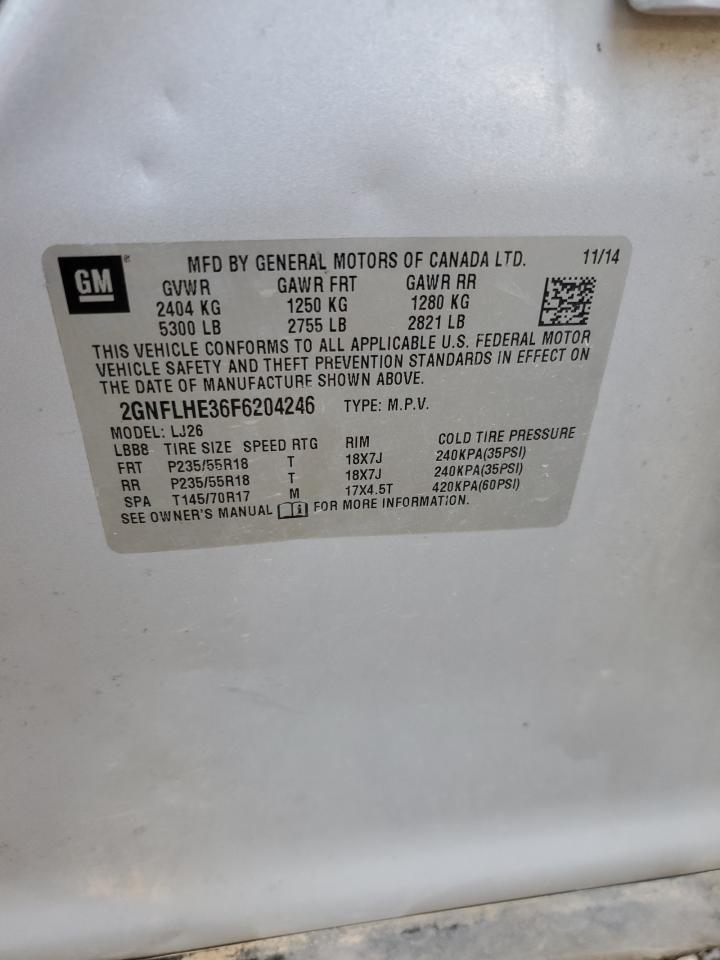 GM
MFD BY GENERAL MOTORS OF CANADA LTD. 11/14
GVWR GAWR FRT GAWR RR
2404 KG 1250 KG 1280 KG
5300 LB 2755 LB 2821 LB
THIS VEHICLE CONFORMS TO ALL APPLICABLE U.S. FEDERAL MOTOR
VEHICLE SAFETY AND THEFT PREVENTION STANDARDS IN EFFECT ON
THE DATE OF MANUFACTURE SHOWN ABOVE.
2GNFLHE36F6204246 TYPE: M.P.V.
MODEL: LJ26
LBB8 TIRE SIZE SPEED RTG RIM COLD TIRE PRESSURE
FRT P235/55R18 T 18X7J 240KPA(35PSI)
RR P235/55R18 T 18X7J 240KPA(35PSI)
SPA T145/70R17 M 17X4.5T 420KPA(60PSI)
SEE OWNER'S MANUAL FOR MORE INFORMATION.